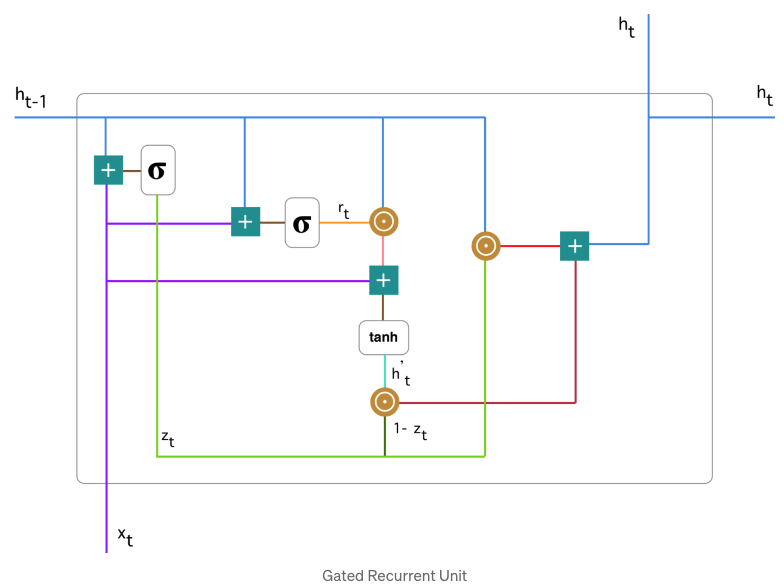 h_t
h_t-1
h_t
+ σ
+ σ r_t
+
+
tanh
h'_t
1- z_t
z_t
x_t
Gated Recurrent Unit